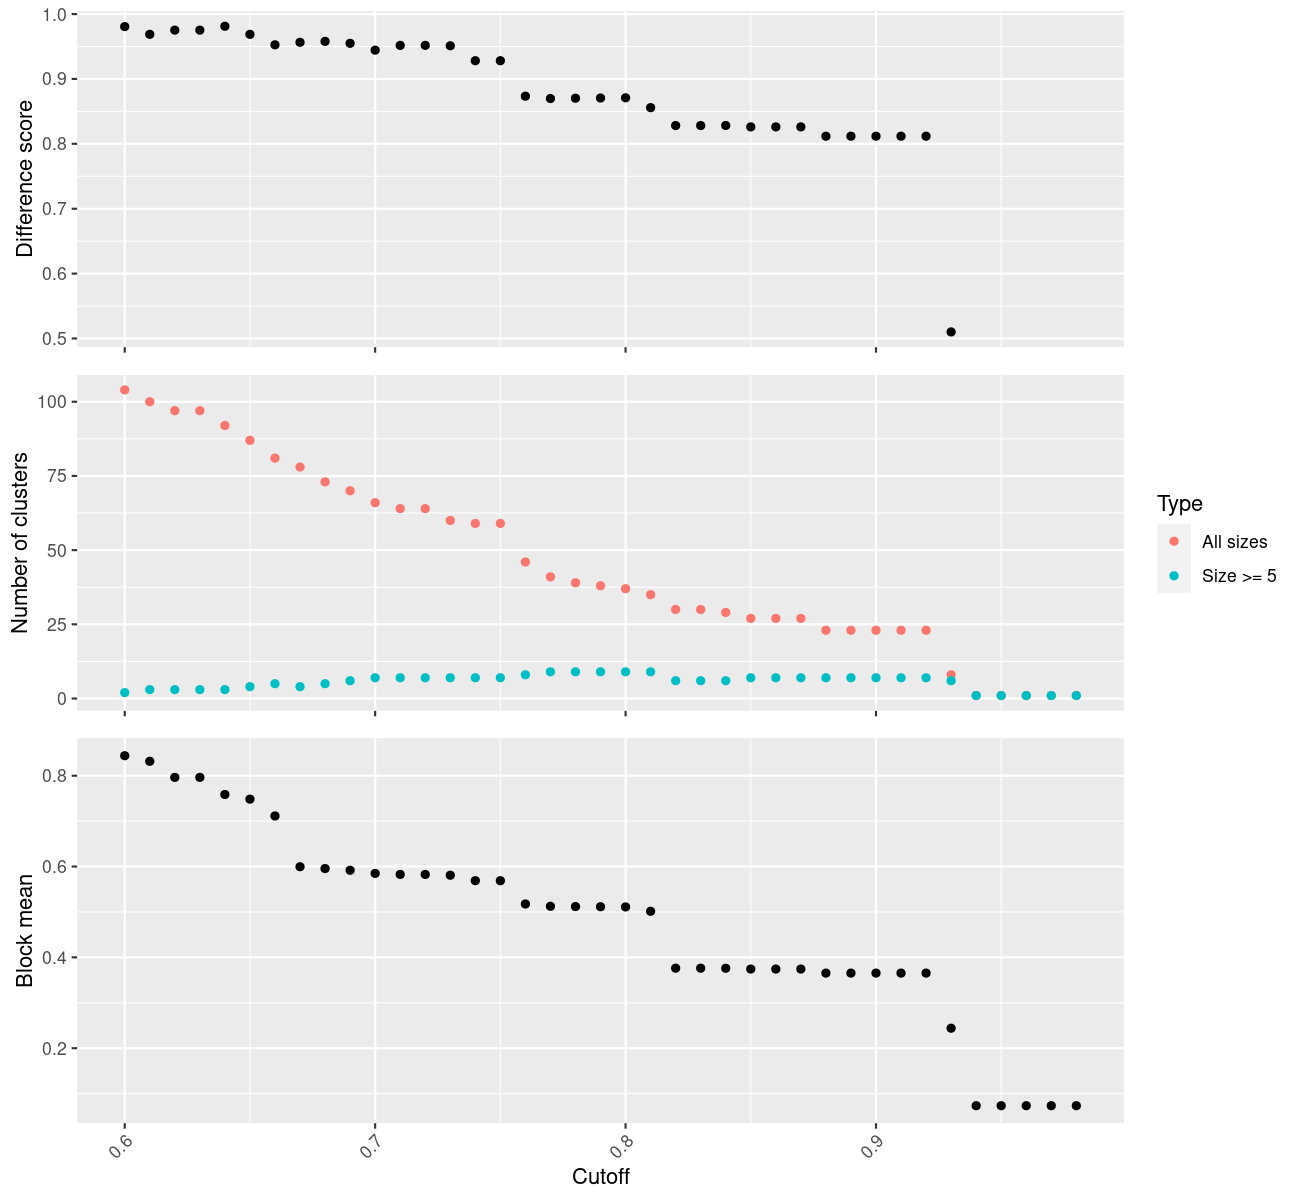 1.0
0.9
0.8
0.7
0.6
0.5
Difference score
100
75
50
25
0
Number of clusters
Type
All sizes
Size >= 5
0.8
0.6
0.4
0.2
Block mean
0.6
0.7
0.8
0.9
Cutoff